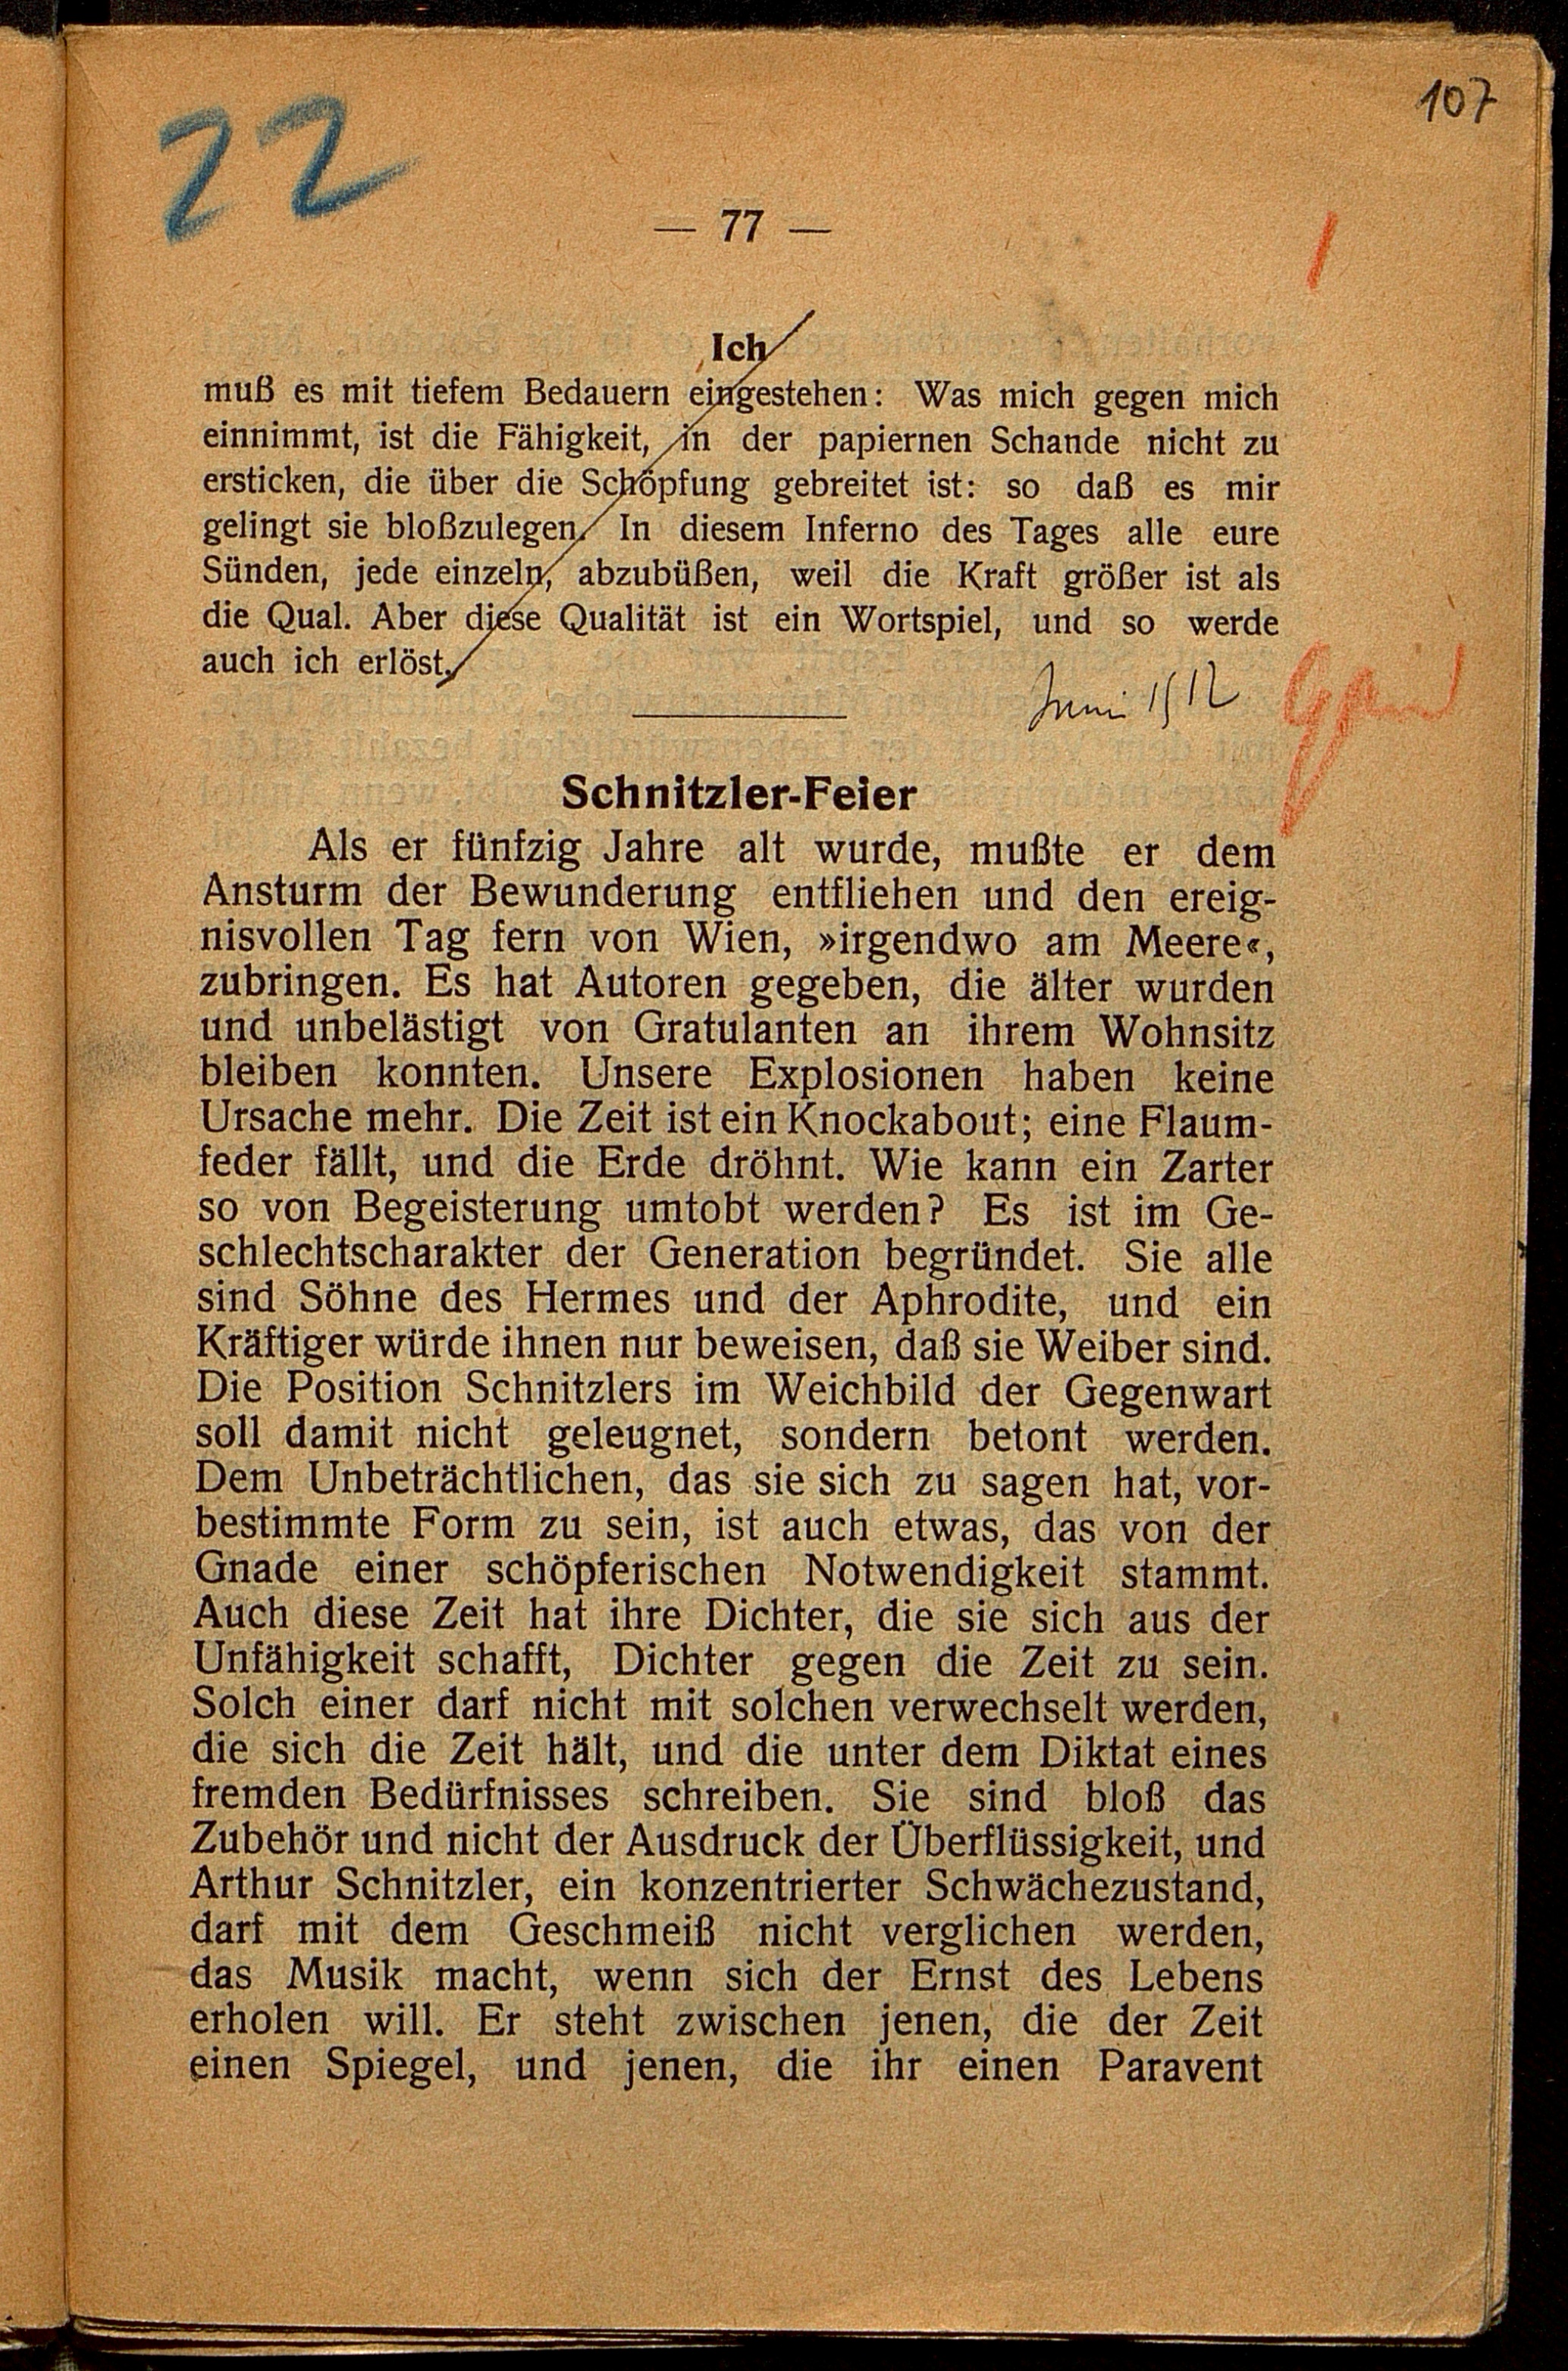 107
22
— 77 —
Ich
muß es mit tiefem Bedauern eingestehen: Was mich gegen mich
einnimmt, ist die Fähigkeit, in der papiernen Schande nicht zu
ersticken, die über die Schöpfung gebreitet ist: so daß es mir
gelingt sie bloßzulegen. In diesem Inferno des Tages alle eure
Sünden, jede einzeln, abzubüßen, weil die Kraft größer ist als
die Qual. Aber diese Qualität ist ein Wortspiel, und so werde
auch ich erlöst.
Juni 1912
Schnitzler-Feier
Als er fünfzig Jahre alt wurde, mußte er dem
Ansturm der Bewunderung entfliehen und den ereig-
nisvollen Tag fern von Wien, »irgendwo am Meere«,
zubringen. Es hat Autoren gegeben, die älter wurden
und unbelästigt von Gratulanten an ihrem Wohnsitz
bleiben konnten. Unsere Explosionen haben keine
Ursache mehr. Die Zeit ist ein Knockabout; eine Flaum-
feder fällt, und die Erde dröhnt. Wie kann ein Zarter
so von Begeisterung umtobt werden? Es ist im Ge-
schlechtscharakter der Generation begründet. Sie alle
sind Söhne des Hermes und der Aphrodite, und ein
Kräftiger würde ihnen nur beweisen, daß sie Weiber sind.
Die Position Schnitzlers im Weichbild der Gegenwart
soll damit nicht geleugnet, sondern betont werden.
Dem Unbeträchtlichen, das sie sich zu sagen hat, vor-
bestimmte Form zu sein, ist auch etwas, das von der
Gnade einer schöpferischen Notwendigkeit stammt.
Auch diese Zeit hat ihre Dichter, die sie sich aus der
Unfähigkeit schafft, Dichter gegen die Zeit zu sein.
Solch einer darf nicht mit solchen verwechselt werden,
die sich die Zeit hält, und die unter dem Diktat eines
fremden Bedürfnisses schreiben. Sie sind bloß das
Zubehör und nicht der Ausdruck der Überflüssigkeit, und
Arthur Schnitzler, ein konzentrierter Schwächezustand,
darf mit dem Geschmeiß nicht verglichen werden,
das Musik macht, wenn sich der Ernst des Lebens
erholen will. Er steht zwischen jenen, die der Zeit
einen Spiegel, und jenen, die ihr einen Paravent